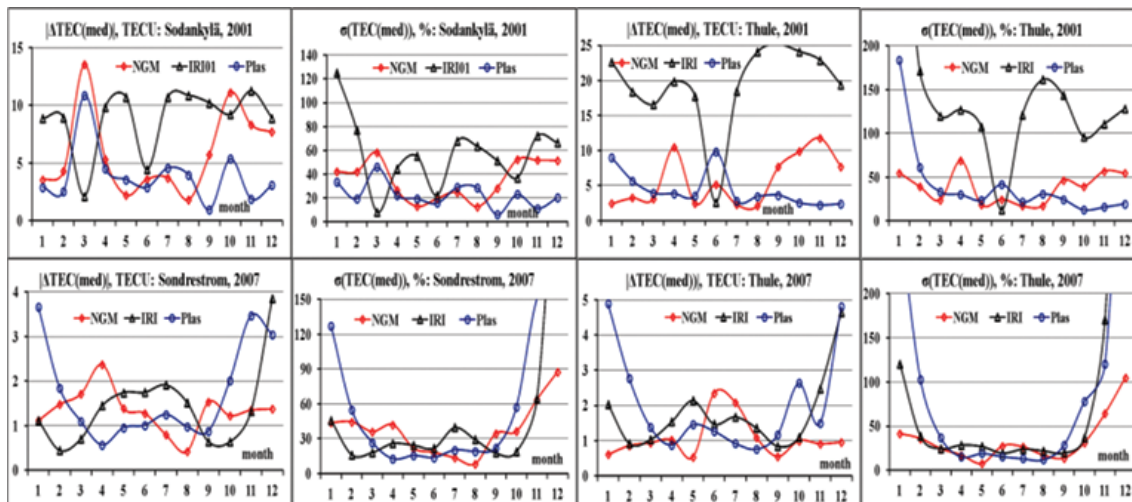 |ΔTEC(med)|, TECU: Sodankylä, 2001
NGM IRI01 Plas
15
10
5
0
month
1 2 3 4 5 6 7 8 9 10 11 12
σ(TEC(med)), %: Sodankylä, 2001
NGM IRI01 Plas
140
120
100
80
60
40
20
0
month
1 2 3 4 5 6 7 8 9 10 11 12
|ΔTEC(med)|, TECU: Thule, 2001
NGM IRI Plas
25
20
15
10
5
0
month
1 2 3 4 5 6 7 8 9 10 11 12
σ(TEC(med)), %: Thule, 2001
NGM IRI Plas
200
150
100
50
0
month
1 2 3 4 5 6 7 8 9 10 11 12
|ΔTEC(med)|, TECU: Sondrestrom, 2007
NGM IRI Plas
4
3
2
1
0
month
1 2 3 4 5 6 7 8 9 10 11 12
σ(TEC(med)), %: Sondrestrom, 2007
NGM IRI Plas
150
120
90
60
30
0
month
1 2 3 4 5 6 7 8 9 10 11 12
|ΔTEC(med))|, TECU: Thule, 2007
NGM IRI Plas
5
4
3
2
1
0
month
1 2 3 4 5 6 7 8 9 10 11 12
σ(TEC(med)), %: Thule, 2007
NGM IRI Plas
200
150
100
50
0
month
1 2 3 4 5 6 7 8 9 10 11 12